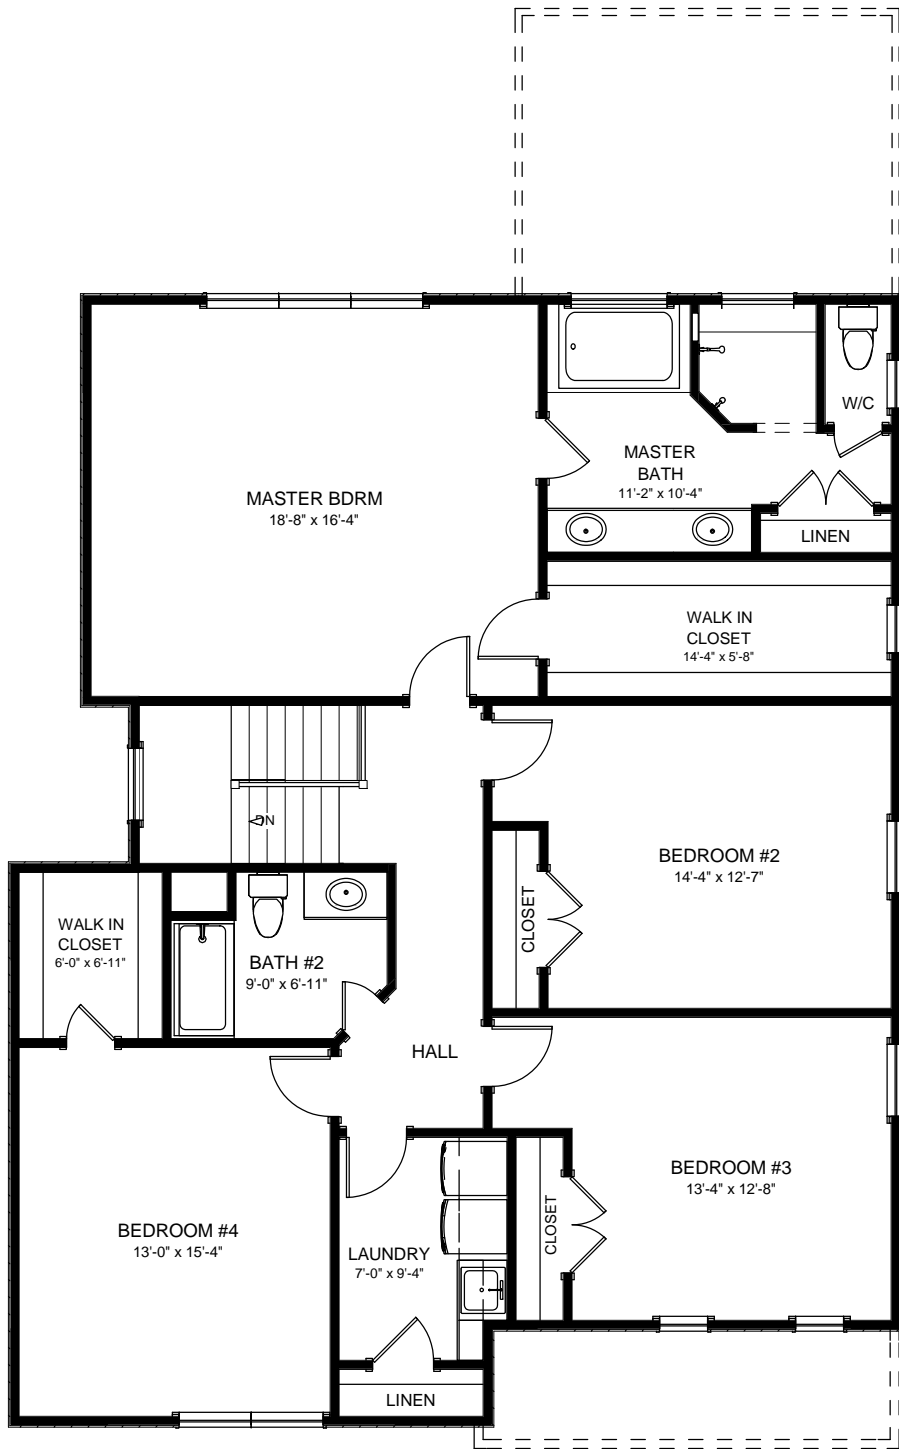 W/C
MASTER
BATH
11'-2" x 10'-4"
MASTER BDRM
18'-8" x 16'-4"
LINEN
WALK IN
CLOSET
14'-4" x 5'-8"
DN
BEDROOM #2
14'-4" x 12'-7"
CLOSET
WALK IN
CLOSET
6'-0" x 6'-11"
BATH #2
9'-0" x 6'-11"
HALL
BEDROOM #3
13'-4" x 12'-8"
CLOSET
BEDROOM #4
13'-0" x 15'-4"
LAUNDRY
7'-0" x 9'-4"
LINEN